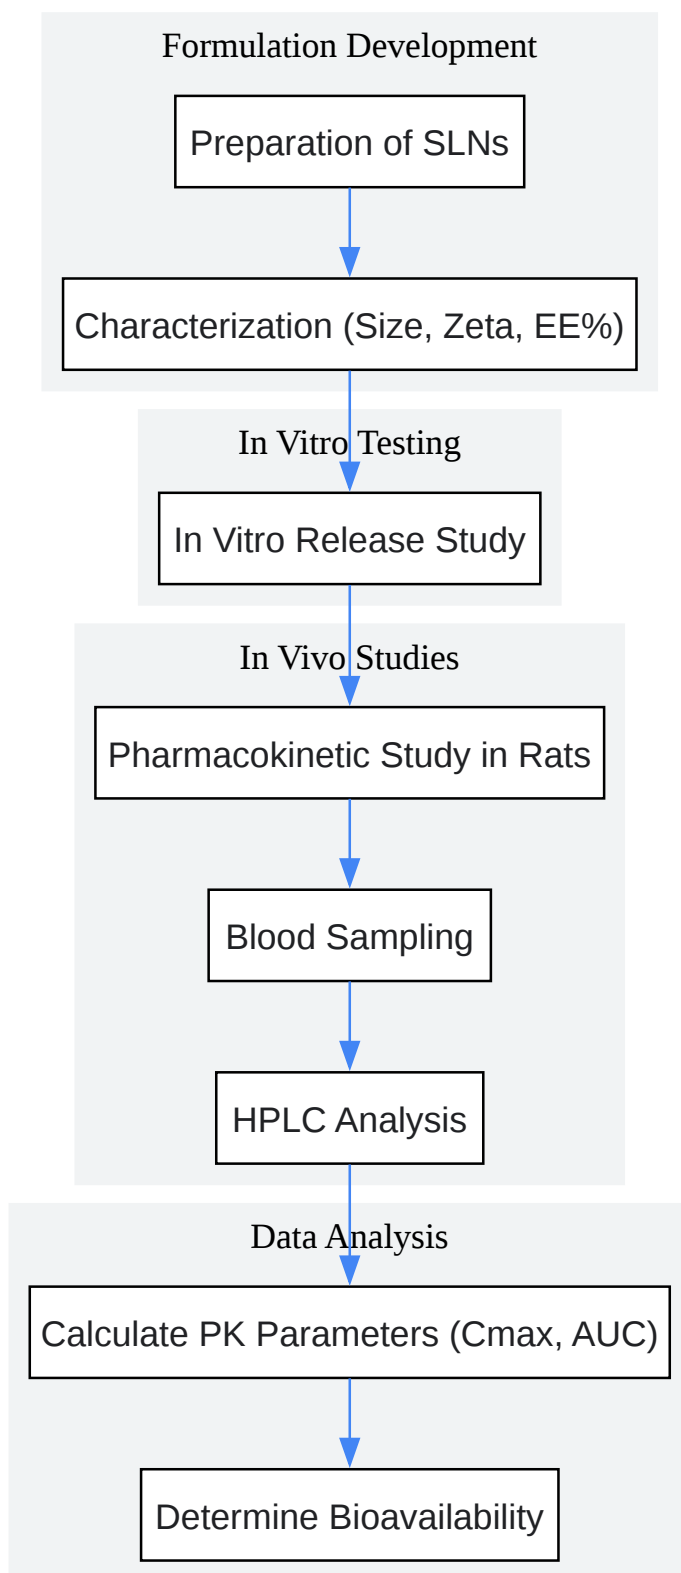 Formulation Development
Preparation of SLNs
Characterization (Size, Zeta, EE%)
In Vitro Testing
In Vitro Release Study
In Vivo Studies
Pharmacokinetic Study in Rats
Blood Sampling
HPLC Analysis
Data Analysis
Calculate PK Parameters (Cmax, AUC)
Determine Bioavailability